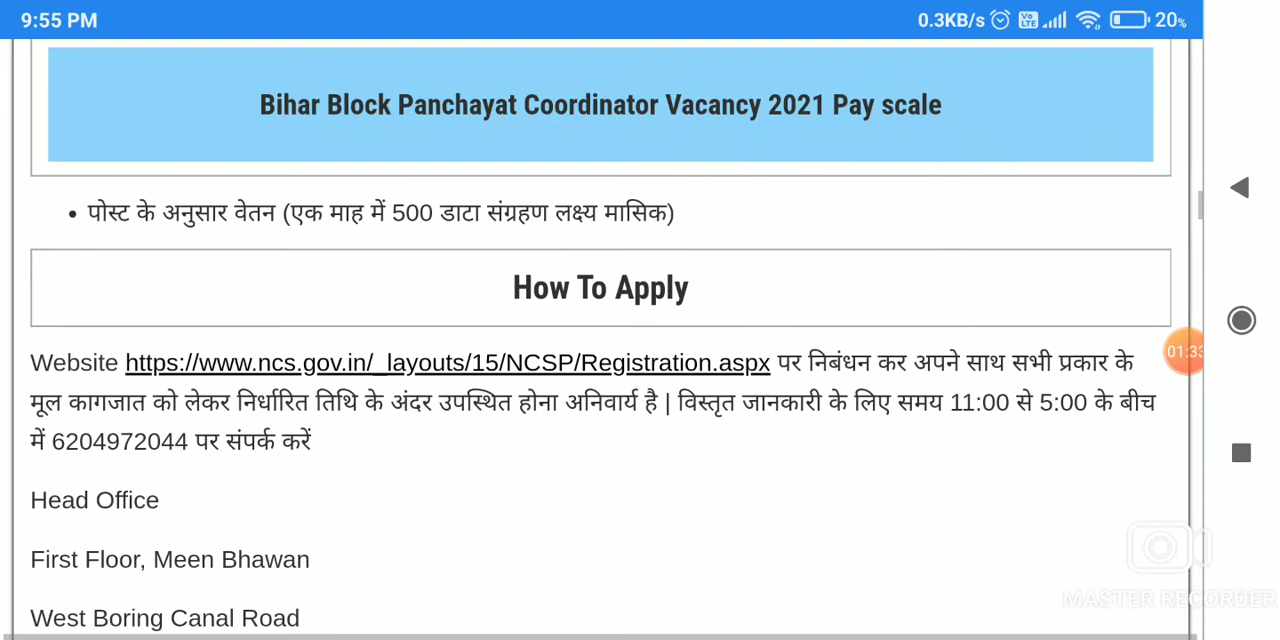 9:55 PM 0.3KB/s Vo LTE 20%
Bihar Block Panchayat Coordinator Vacancy 2021 Pay scale
• पोस्ट के अनुसार वेतन (एक माह में 500 डाटा संग्रहण लक्ष्य मासिक)
How To Apply
Website https://www.ncs.gov.in/_layouts/15/NCSP/Registration.aspx पर निबंधन कर अपने साथ सभी प्रकार के
01:33
मूल कागजात को लेकर निर्धारित तिथि के अंदर उपस्थित होना अनिवार्य है | विस्तृत जानकारी के लिए समय 11:00 से 5:00 के बीच
में 6204972044 पर संपर्क करें
Head Office
First Floor, Meen Bhawan
MASTER RECORDER
West Boring Canal Road